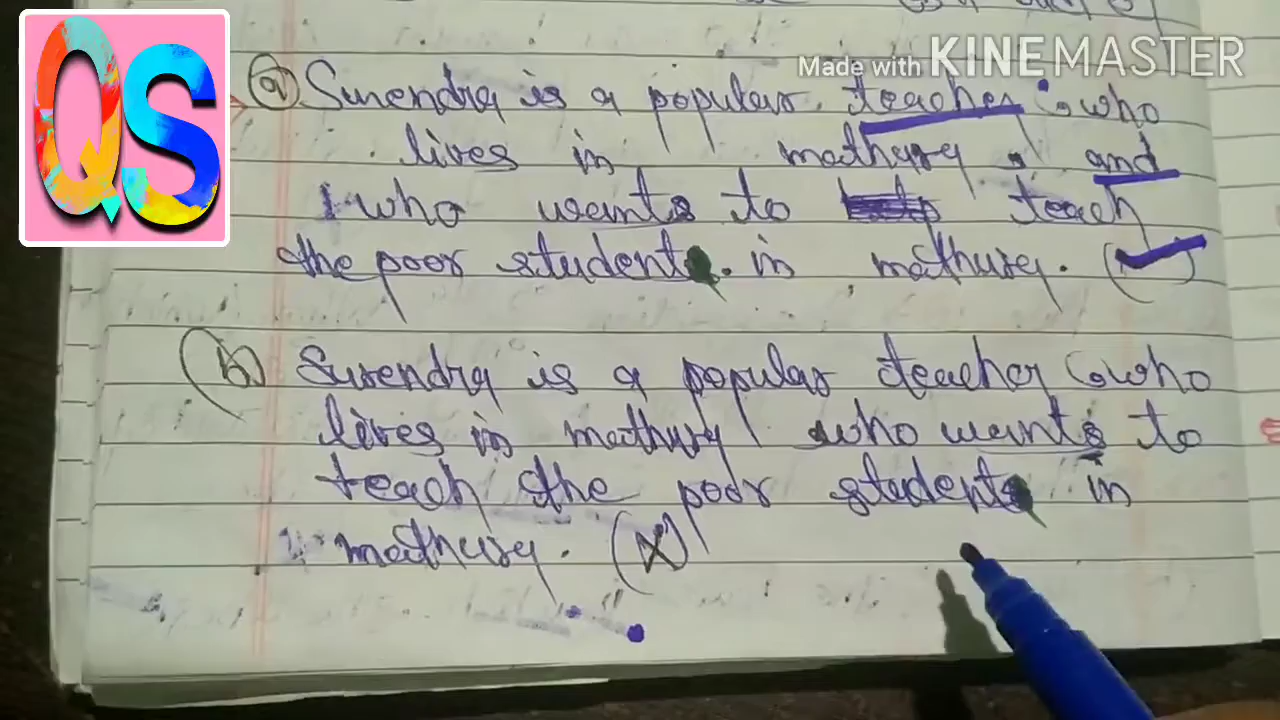 QS
Made with KINEMASTER
(a) Surendra is a popular teacher who
lives in mathura, and
who wants to teach
the poor students in mathura. (✓)
(b) Surendra is a popular teacher who
lives in mathura who wants to
teach the poor students in
mathura. (X)